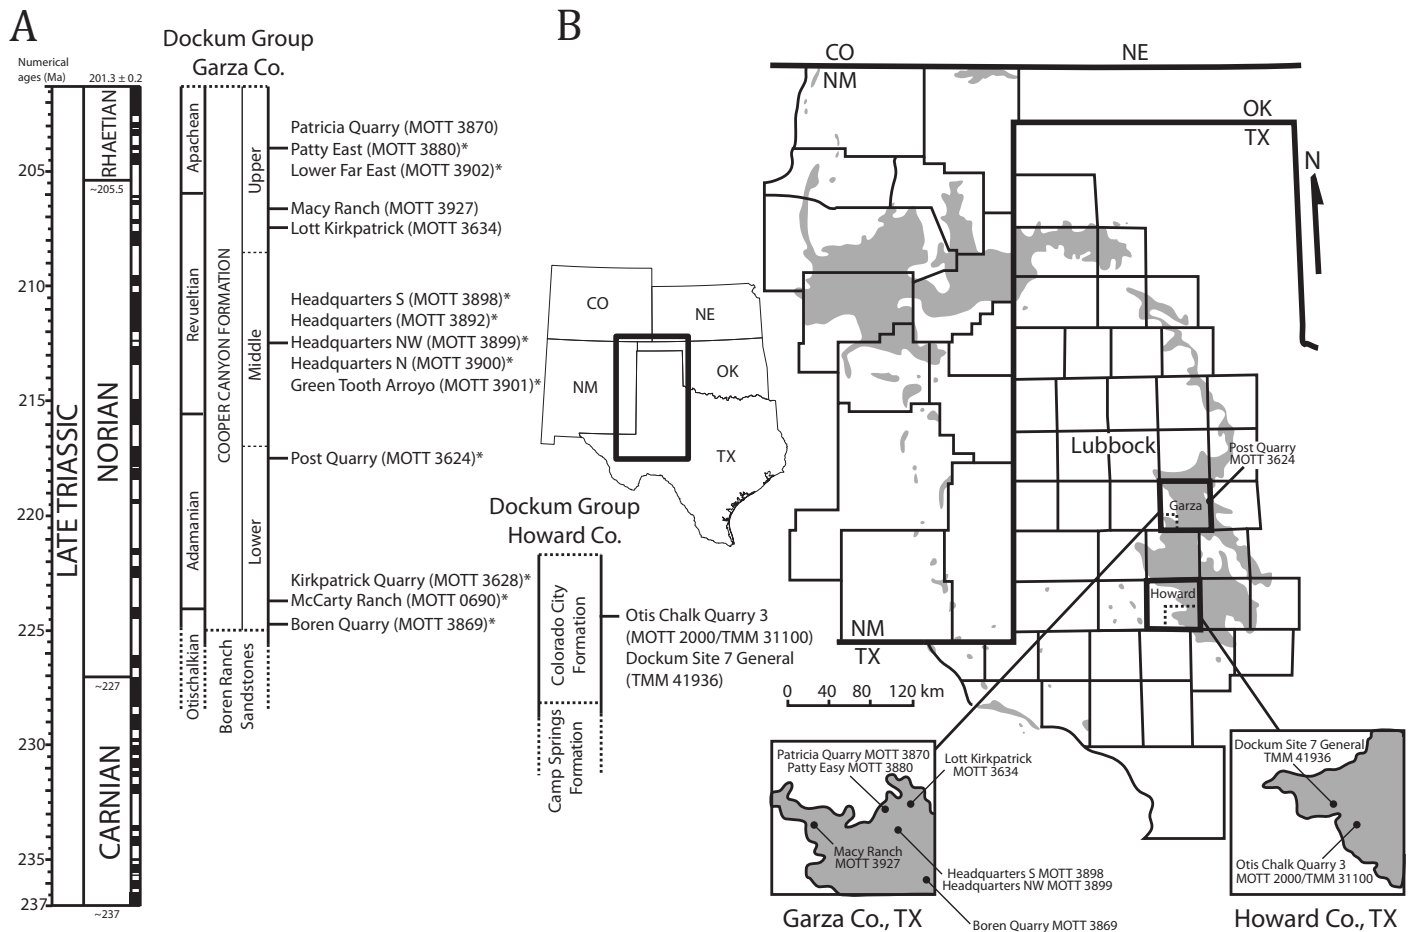 A
Numerical
ages (Ma)
201.3 ± 0.2
205
210
215
220
225
230
235
237
LATE TRIASSIC
RHAETIAN
~205.5
NORIAN
~227
CARNIAN
~237
Dockum Group
Garza Co.
Apachean
Revueltian
Adamanian
Otischalkian
COOPER CANYON FORMATION
Boren Ranch
Sandstones
Upper
Middle
Lower
Patricia Quarry (MOTT 3870)
Patty East (MOTT 3880)*
Lower Far East (MOTT 3902)*
Macy Ranch (MOTT 3927)
Lott Kirkpatrick (MOTT 3634)
Headquarters S (MOTT 3898)*
Headquarters (MOTT 3892)*
Headquarters NW (MOTT 3899)*
Headquarters N (MOTT 3900)*
Green Tooth Arroyo (MOTT 3901)*
Post Quarry (MOTT 3624)*
Kirkpatrick Quarry (MOTT 3628)*
McCarty Ranch (MOTT 0690)*
Boren Quarry (MOTT 3869)*
Dockum Group
Howard Co.
Colorado City
Formation
Camp Springs
Formation
Otis Chalk Quarry 3
(MOTT 2000/TMM 31100)
Dockum Site 7 General
(TMM 41936)
CO
NE
NM
OK
TX
B
CO
NE
NM
OK
TX
N
Lubbock
Post Quarry
MOTT 3624
Garza
Howard
NM
TX
0 40 80 120 km
Patricia Quarry MOTT 3870
Patty Easy MOTT 3880
Lott Kirkpatrick
MOTT 3634
Macy Ranch
MOTT 3927
Headquarters S MOTT 3898
Headquarters NW MOTT 3899
Boren Quarry MOTT 3869
Garza Co., TX
Dockum Site 7 General
TMM 41936
Otis Chalk Quarry 3
MOTT 2000/TMM 31100
Howard Co., TX